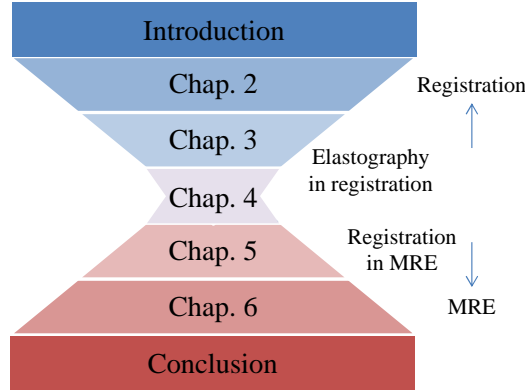 Introduction
Chap. 2
Registration
Chap. 3
Elastography
in registration
Chap. 4
Registration
in MRE
Chap. 5
Chap. 6
MRE
Conclusion